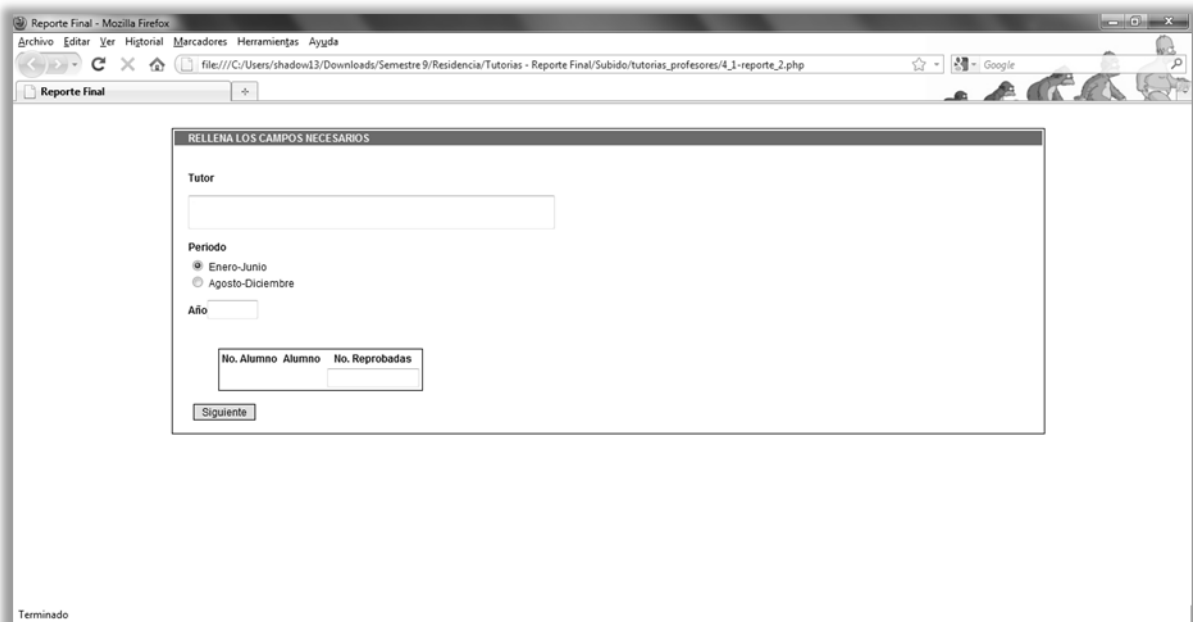 Reporte Final - Mozilla Firefox
Archivo Editar Ver Historial Marcadores Herramientas Ayuda
file:///C:/Users/shadow13/Downloads/Semestre 9/Residencia/Tutorias - Reporte Final/Subido/tutorias_profesores/4_1-reporte_2.php
Google
Reporte Final
RELLENA LOS CAMPOS NECESARIOS
Tutor
Periodo
Enero-Junio
Agosto-Diciembre
Año
No. Alumno Alumno No. Reprobadas
Siguiente
Terminado